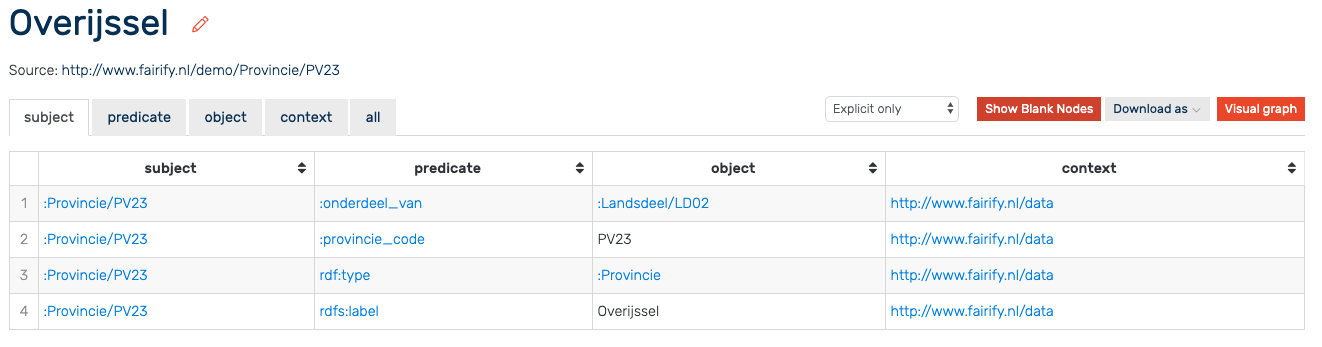 Overijssel
Source: http://www.fairify.nl/demo/Provincie/PV23
subject predicate object context all Explicit only Show Blank Nodes Download as Visual graph
subject predicate object context
1 :Provincie/PV23 :onderdeel_van :Landsdeel/LD02 http://www.fairify.nl/data
2 :Provincie/PV23 :provincie_code PV23 http://www.fairify.nl/data
3 :Provincie/PV23 rdf:type :Provincie http://www.fairify.nl/data
4 :Provincie/PV23 rdfs:label Overijssel http://www.fairify.nl/data